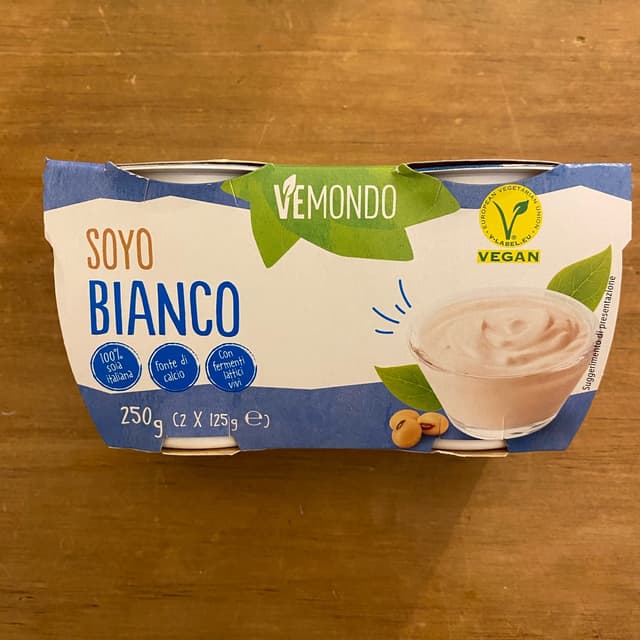 VEMONDO
SOYO
BIANCO
100%
soia
italiana
Fonte di
calcio
Con
fermenti
lattici
vivi
250g (2 X 125g ℮)
EUROPEAN VEGETARIAN UNION
V-LABEL.EU
VEGAN
Suggerimento di presentazione